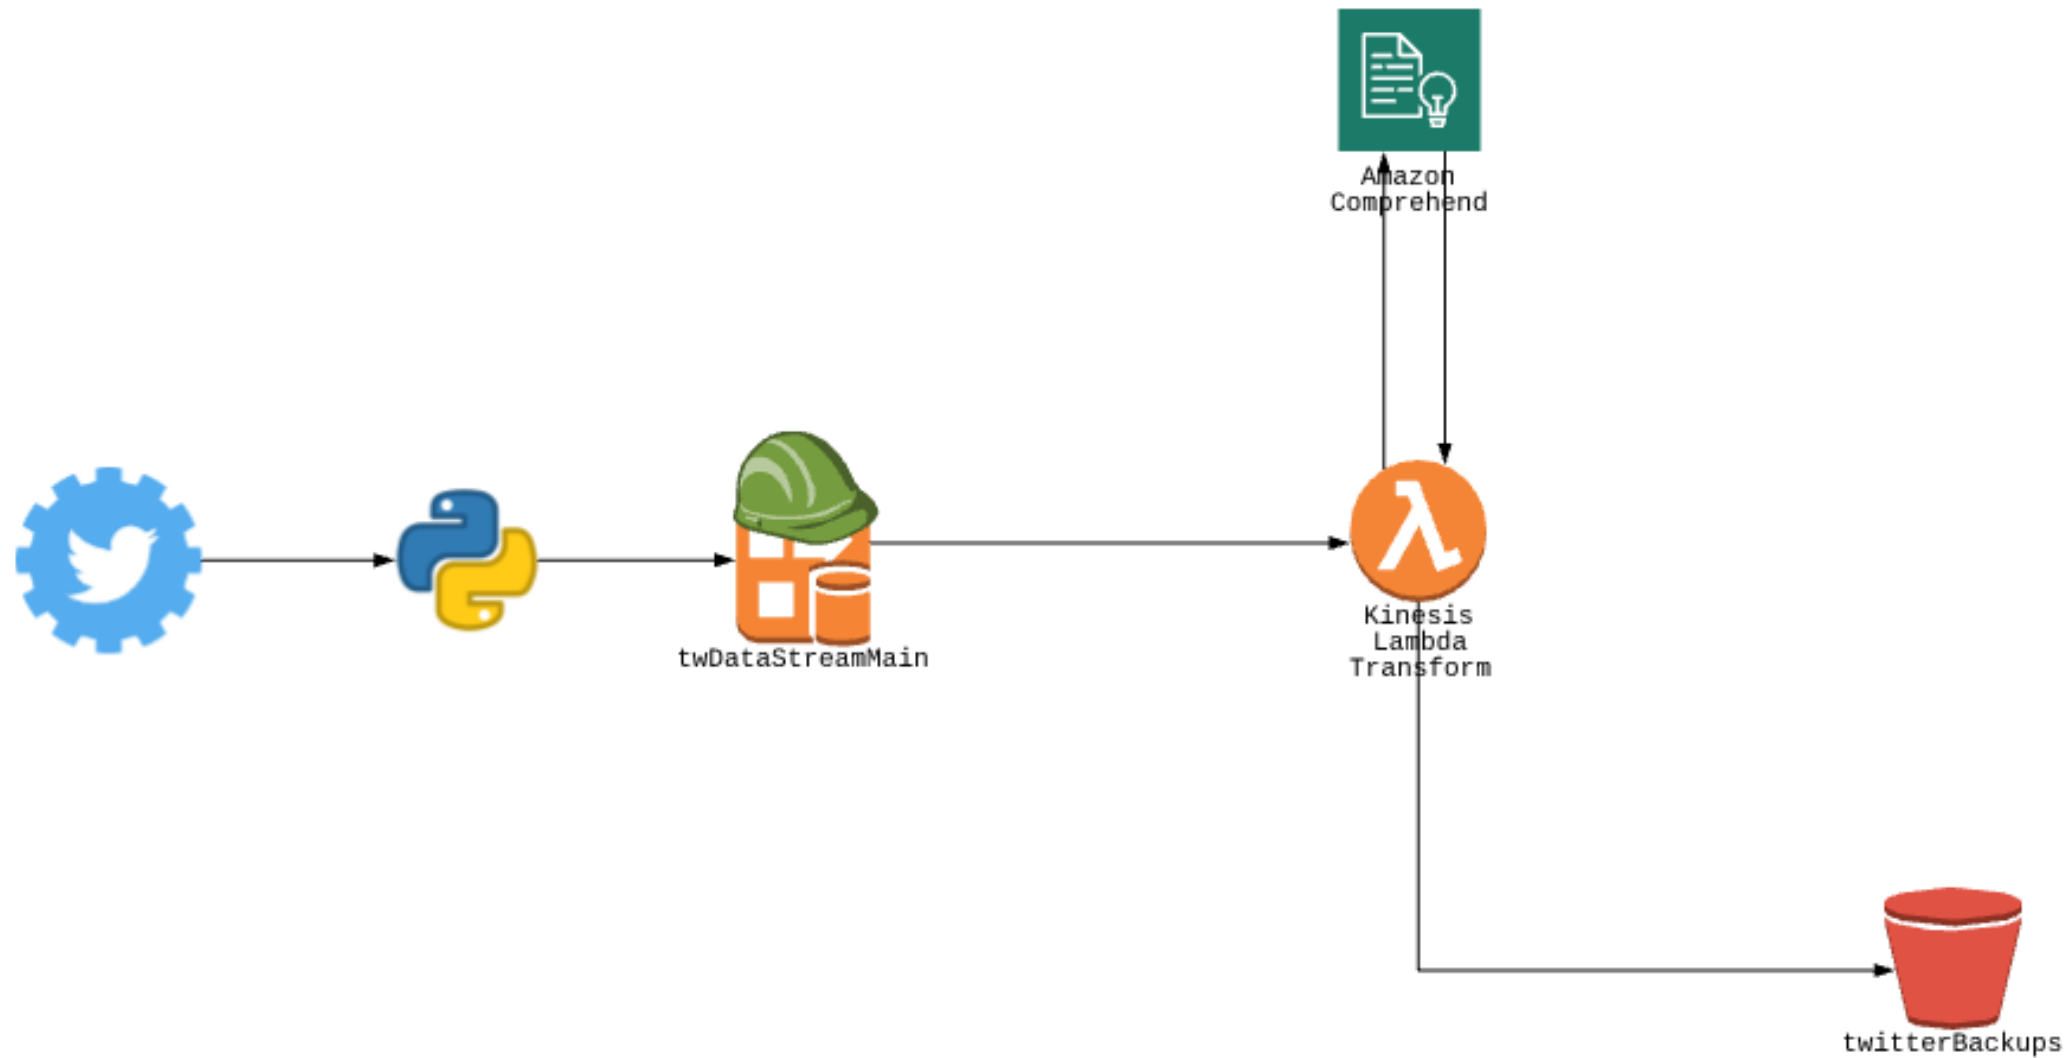 Amazon
Comprehend
twDataStreamMain
Kinesis
Lambda
Transform
twitterBackups